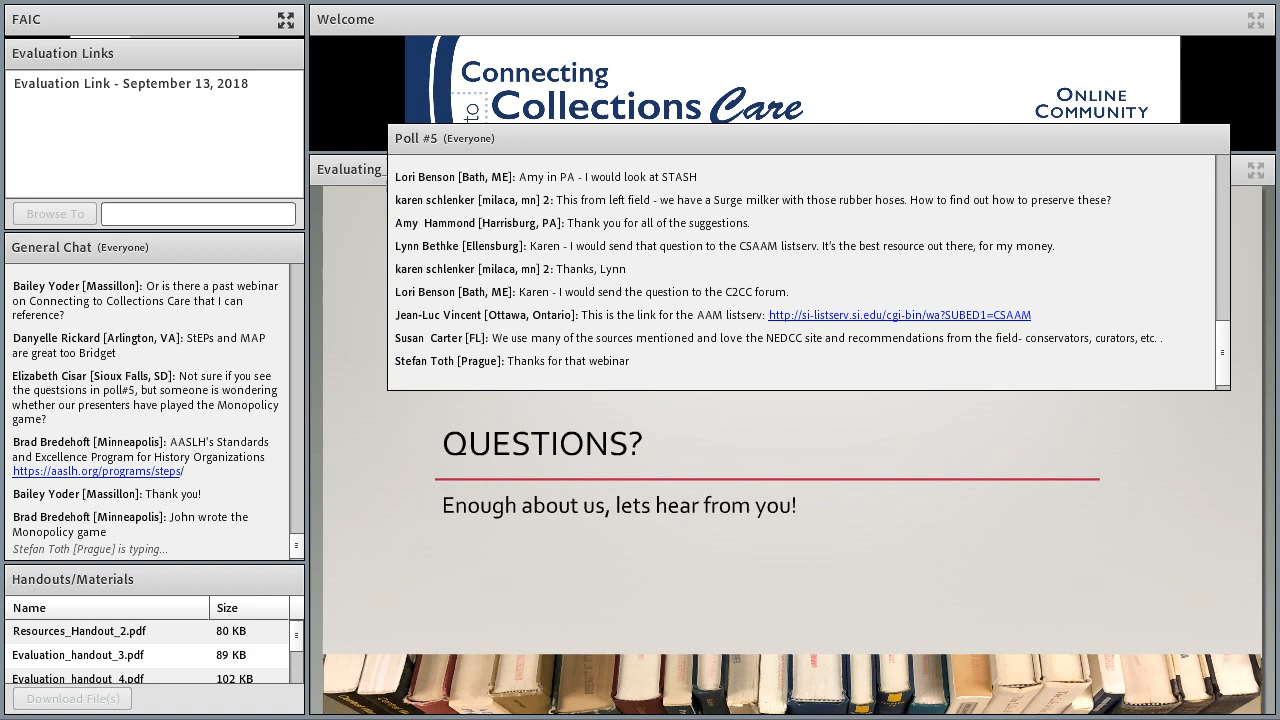 FAIC
Evaluation Links
Evaluation Link - September 13, 2018
Browse To
General Chat (Everyone)
Bailey Yoder [Massillon]: Or is there a past webinar
on Connecting to Collections Care that I can
reference?
Danyelle Rickard [Arlington, VA]: StEPs and MAP
are great too Bridget
Elizabeth Cisar [Sioux Falls, SD]: Not sure if you see
the questsions in poll#5, but someone is wondering
whether our presenters have played the Monopolicy
game?
Brad Bredehoft [Minneapolis]: AASLH's Standards
and Excellence Program for History Organizations
https://aaslh.org/programs/steps/
Bailey Yoder [Massillon]: Thank you!
Brad Bredehoft [Minneapolis]: John wrote the
Monopolicy game
Stefan Toth [Prague] is typing...
Handouts/Materials
Name Size
Resources_Handout_2.pdf 80 KB
Evaluation_handout_3.pdf 89 KB
Evaluation_handout_4.pdf 102 KB
Download File(s)
Welcome
Connecting
to Collections Care
ONLINE
COMMUNITY
Evaluating_
Poll #5 (Everyone)
Lori Benson [Bath, ME]: Amy in PA - I would look at STASH
karen schlenker [milaca, mn] 2: This from left field - we have a Surge milker with those rubber hoses. How to find out how to preserve these?
Amy Hammond [Harrisburg, PA]: Thank you for all of the suggestions.
Lynn Bethke [Ellensburg]: Karen - I would send that question to the CSAAM listserv. It's the best resource out there, for my money.
karen schlenker [milaca, mn] 2: Thanks, Lynn
Lori Benson [Bath, ME]: Karen - I would send the question to the C2CC forum.
Jean-Luc Vincent [Ottawa, Ontario]: This is the link for the AAM listserv: http://si-listserv.si.edu/cgi-bin/wa?SUBED1=CSAAM
Susan Carter [FL]: We use many of the sources mentioned and love the NEDCC site and recommendations from the field- conservators, curators, etc. .
Stefan Toth [Prague]: Thanks for that webinar
QUESTIONS?
Enough about us, lets hear from you!